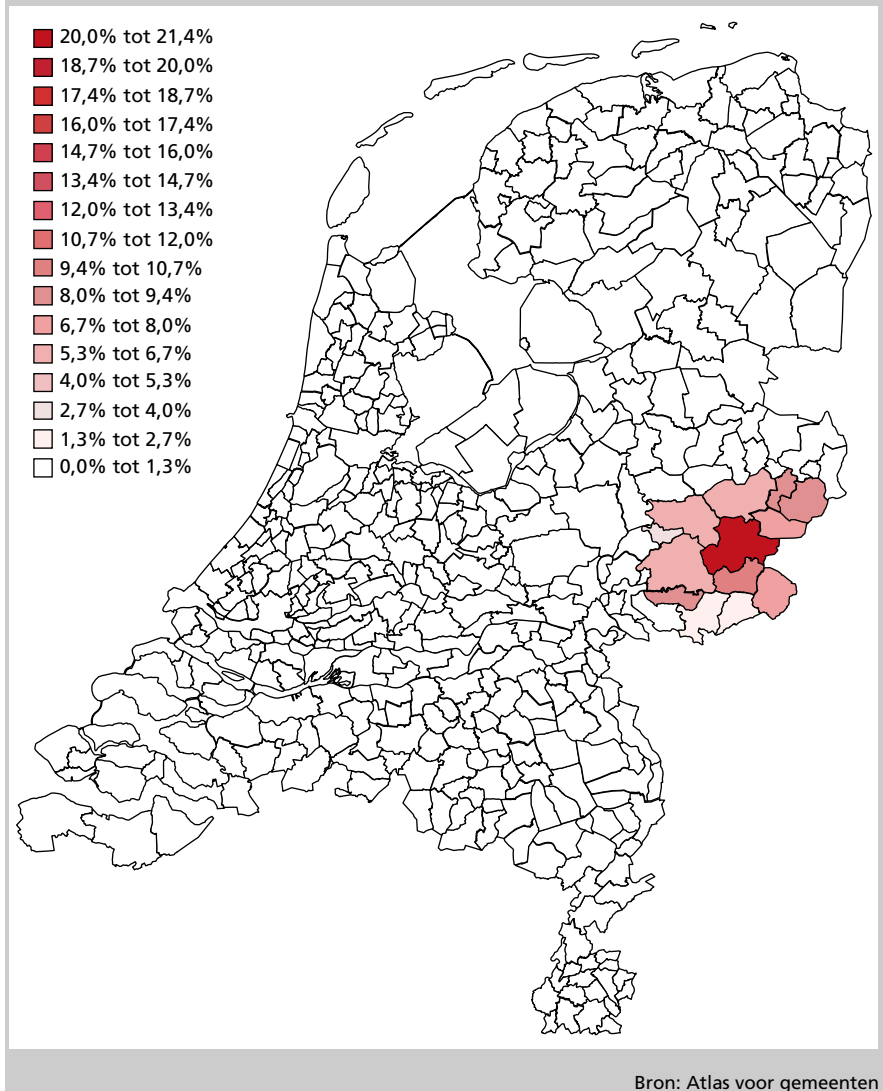 20,0% tot 21,4%
18,7% tot 20,0%
17,4% tot 18,7%
16,0% tot 17,4%
14,7% tot 16,0%
13,4% tot 14,7%
12,0% tot 13,4%
10,7% tot 12,0%
9,4% tot 10,7%
8,0% tot 9,4%
6,7% tot 8,0%
5,3% tot 6,7%
4,0% tot 5,3%
2,7% tot 4,0%
1,3% tot 2,7%
0,0% tot 1,3%
Bron: Atlas voor gemeenten